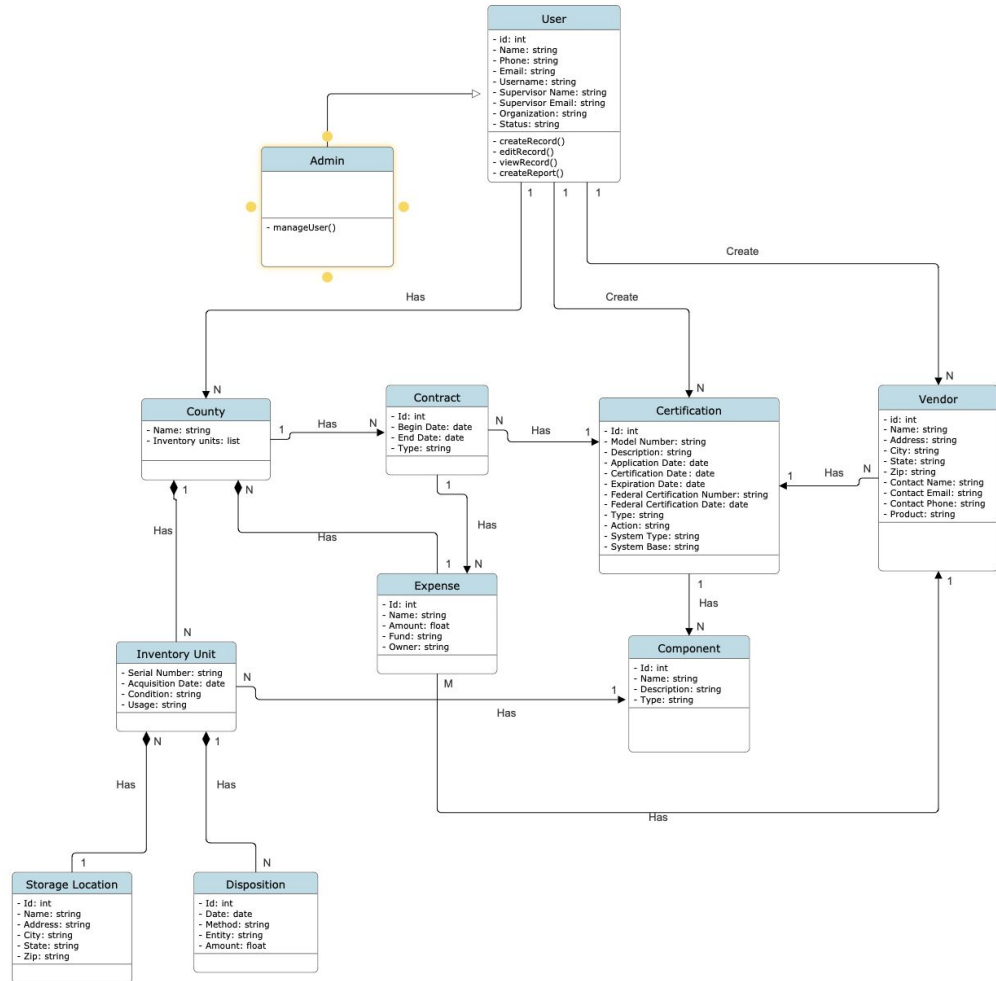 User
- id: int
- Name: string
- Phone: string
- Email: string
- Username: string
- Supervisor Name: string
- Supervisor Email: string
- Organization: string
- Status: string
- createRecord()
- editRecord()
- viewRecord()
- createReport()
Admin
- manageUser()
1
1
1
Has
Create
Create
N
N
N
County
- Name: string
- Inventory units: list
1
Has
N
Contract
- Id: int
- Begin Date: date
- End Date: date
- Type: string
N
Has
1
Certification
- Id: int
- Model Number: string
- Description: string
- Application Date: date
- Certification Date: date
- Expiration Date: date
- Federal Certification Number: string
- Federal Certification Date: date
- Type: string
- Action: string
- System Type: string
- System Base: string
1
Has
N
Vendor
- id: int
- Name: string
- Address: string
- City: string
- State: string
- Zip: string
- Contact Name: string
- Contact Email: string
- Contact Phone: string
- Product: string
1
Has
N
N
Has
1
1
Has
N
Expense
- Id: int
- Name: string
- Amount: float
- Fund: string
- Owner: string
M
Has
1
1
Has
N
Component
- Id: int
- Name: string
- Description: string
- Type: string
Inventory Unit
- Serial Number: string
- Acquisition Date: date
- Condition: string
- Usage: string
N
Has
1
N
Has
1
1
Has
N
Storage Location
- Id: int
- Name: string
- Address: string
- City: string
- State: string
- Zip: string
Disposition
- Id: int
- Date: date
- Method: string
- Entity: string
- Amount: float